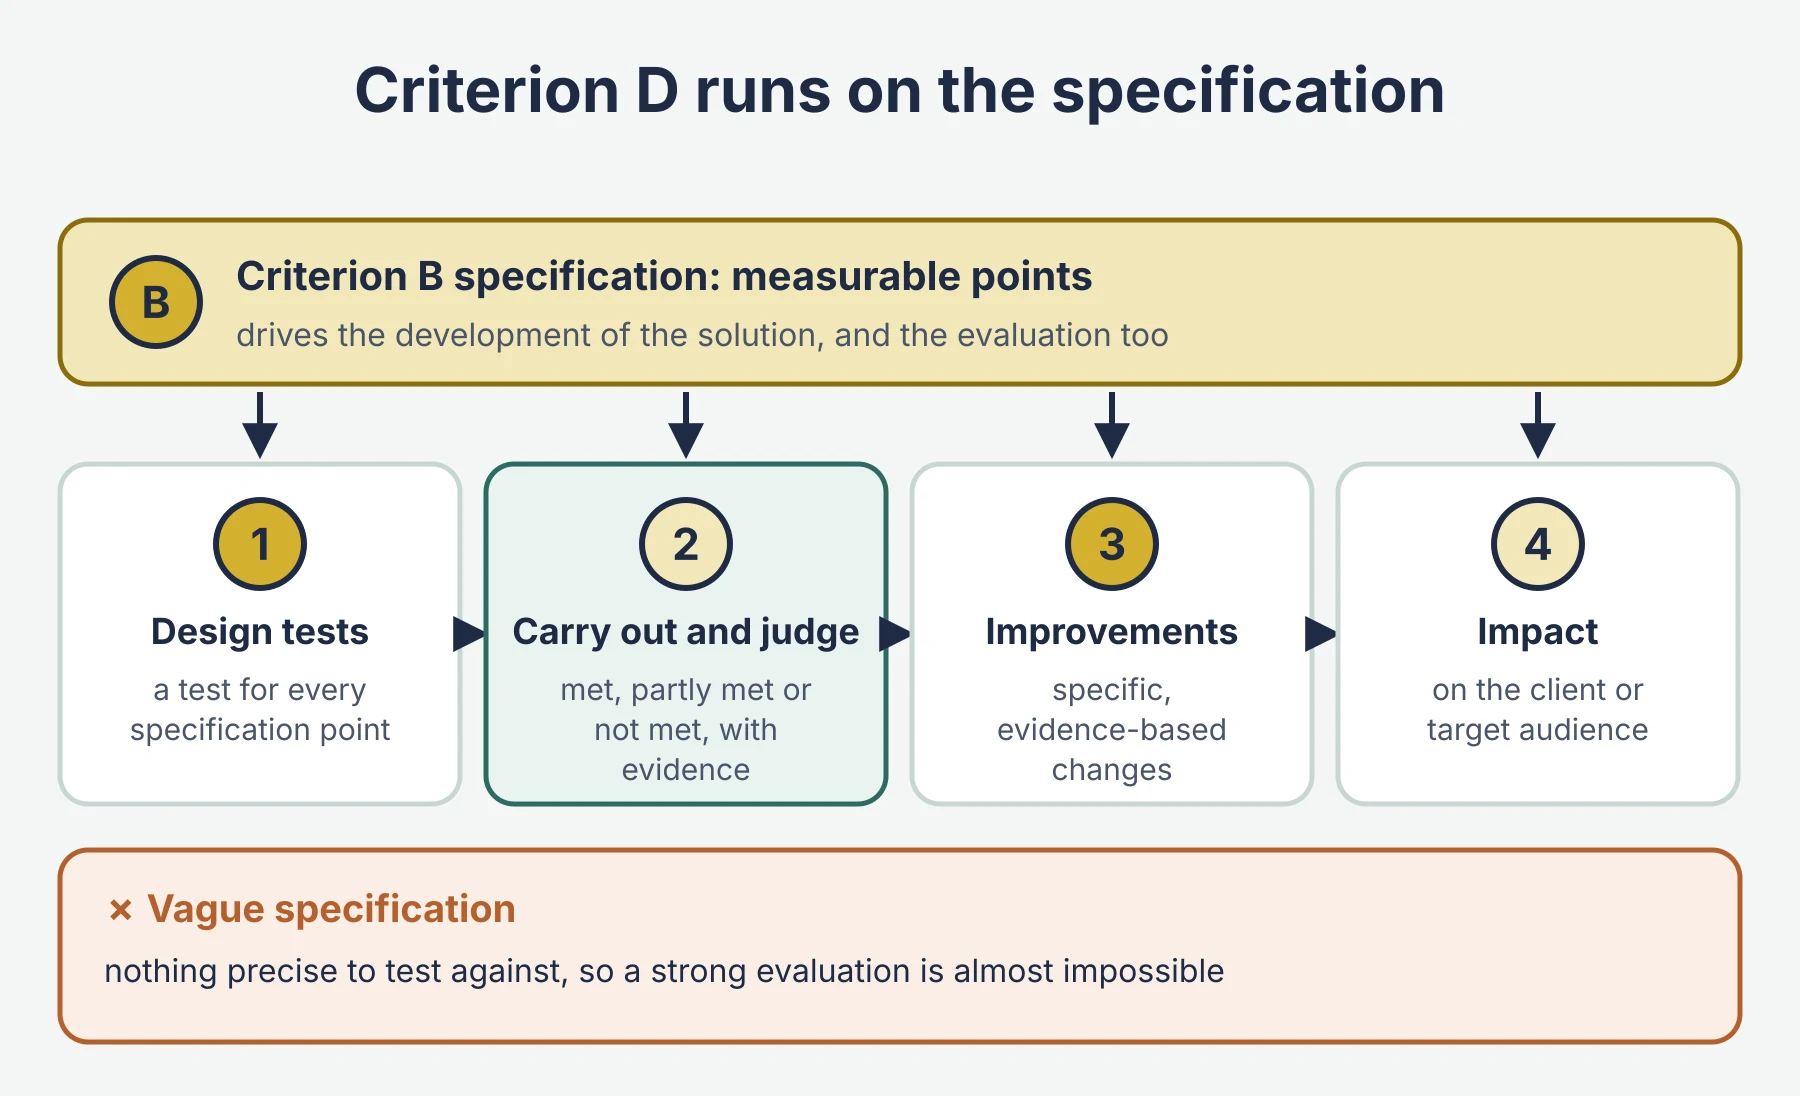 Criterion D runs on the specification
B
Criterion B specification: measurable points
drives the development of the solution, and the evaluation too
1
Design tests
a test for every
specification point
2
Carry out and judge
met, partly met or
not met, with
evidence
3
Improvements
specific,
evidence-based
changes
4
Impact
on the client or
target audience
× Vague specification
nothing precise to test against, so a strong evaluation is almost impossible